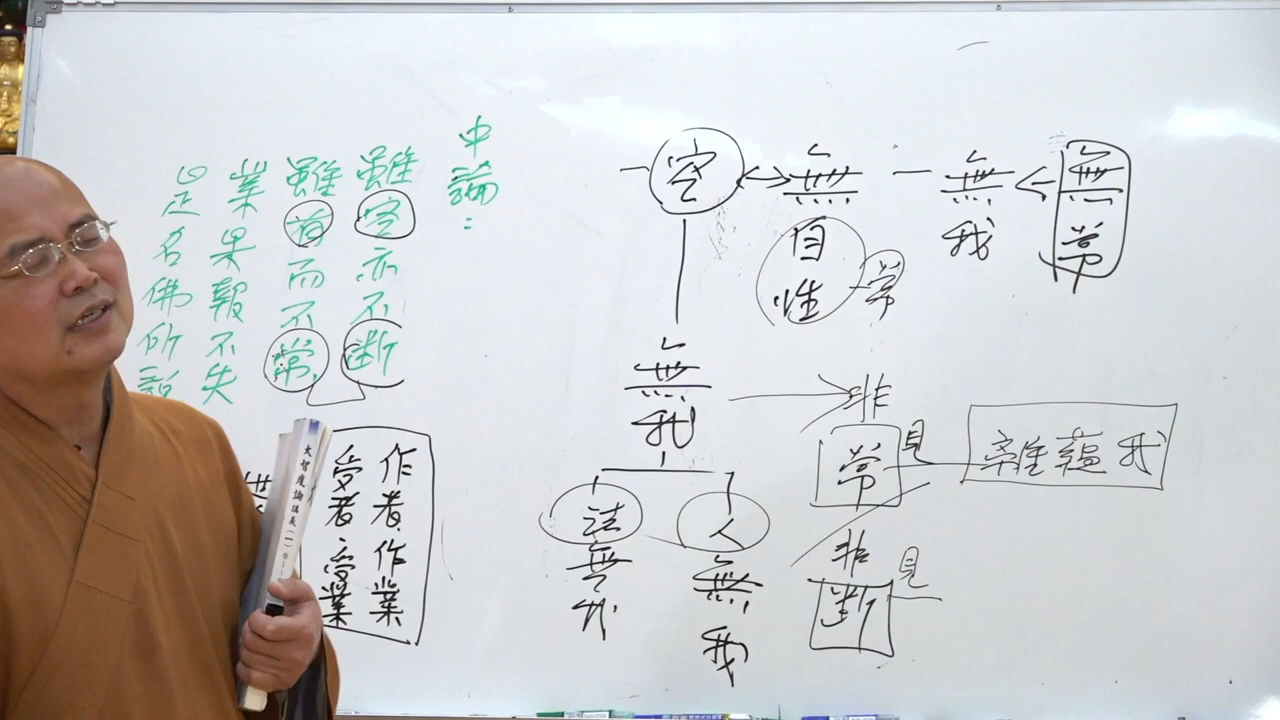 中論：
雖空亦不斷
雖有而不常，
業果報不失
是名佛所說
作者、作業
受者、受業
世
大智度論講義(一)
空
無自性
常
無我
無常
無我
法無我
人無我
非常見
非斷見
離蘊我